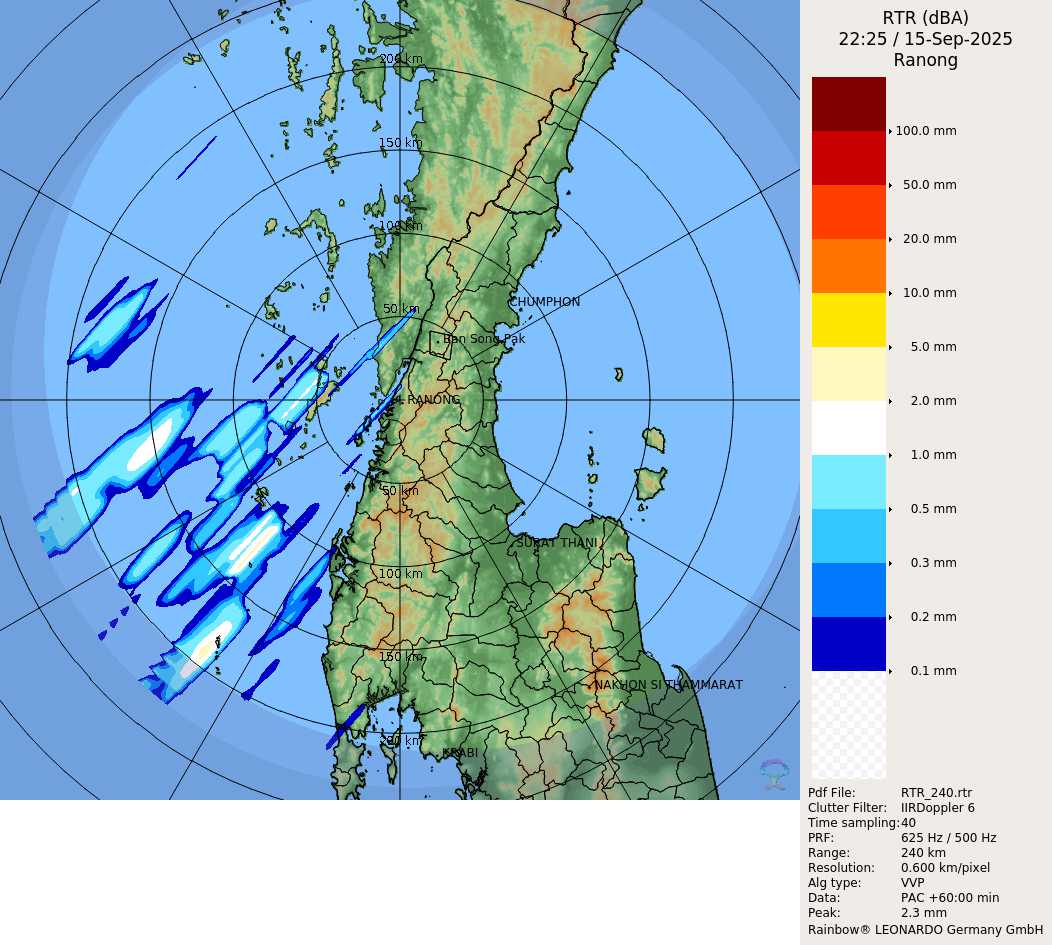 RTR (dBA)
22:25 / 15-Sep-2025
Ranong
100.0 mm
50.0 mm
20.0 mm
10.0 mm
5.0 mm
2.0 mm
1.0 mm
0.5 mm
0.3 mm
0.2 mm
0.1 mm
Pdf File: RTR_240.rtr
Clutter Filter: IIRDoppler 6
Time sampling: 40
PRF: 625 Hz / 500 Hz
Range: 240 km
Resolution: 0.600 km/pixel
Alg type: VVP
Data: PAC +60:00 min
Peak: 2.3 mm
Rainbow® LEONARDO Germany GmbH
200 km
150 km
100 km
CHUMPHON
50 km
Ban Song Pak
RANONG
50 km
SURAT THANI
100 km
150 km
NAKHON SI THAMMARAT
200 km
KRABI